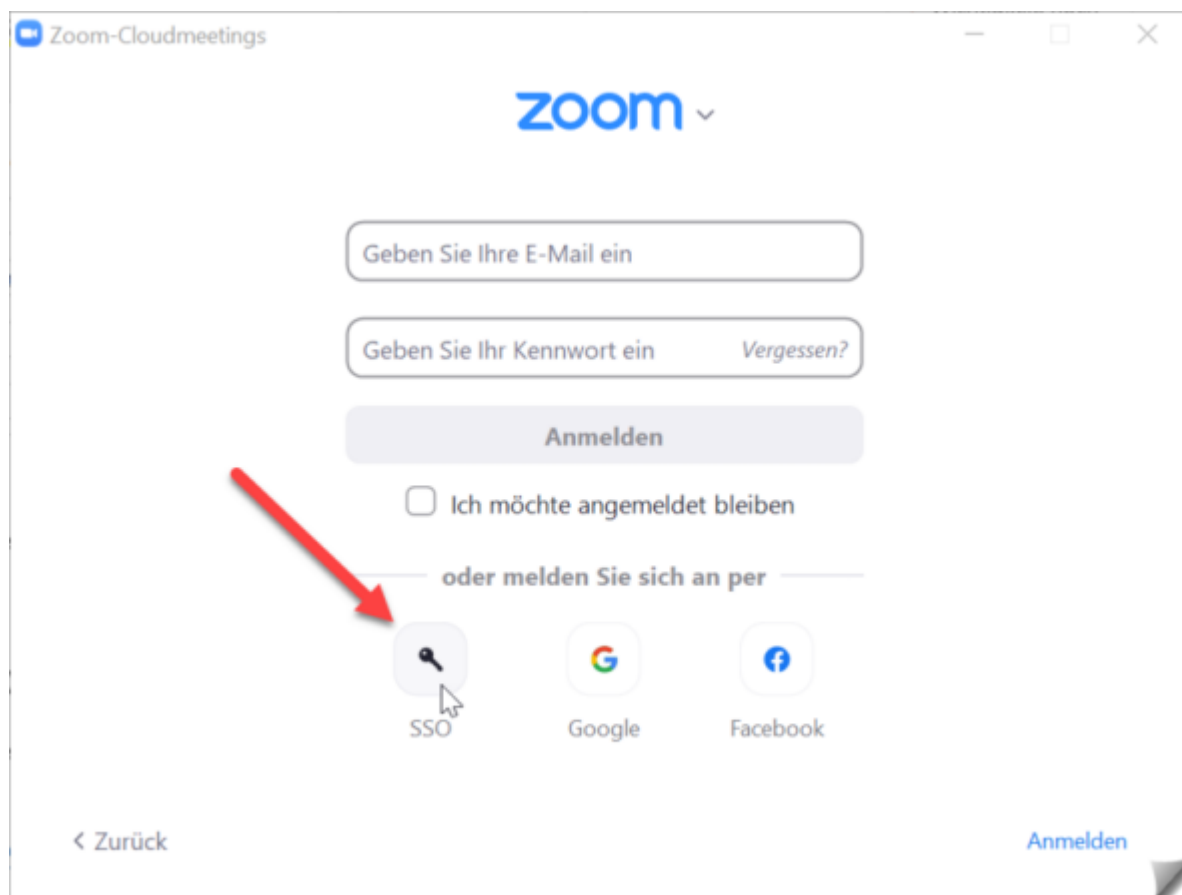 Zoom-Cloudmeetings
zoom
Geben Sie Ihre E-Mail ein
Geben Sie Ihr Kennwort ein Vergessen?
Anmelden
Ich möchte angemeldet bleiben
oder melden Sie sich an per
SSO Google Facebook
< Zurück Anmelden